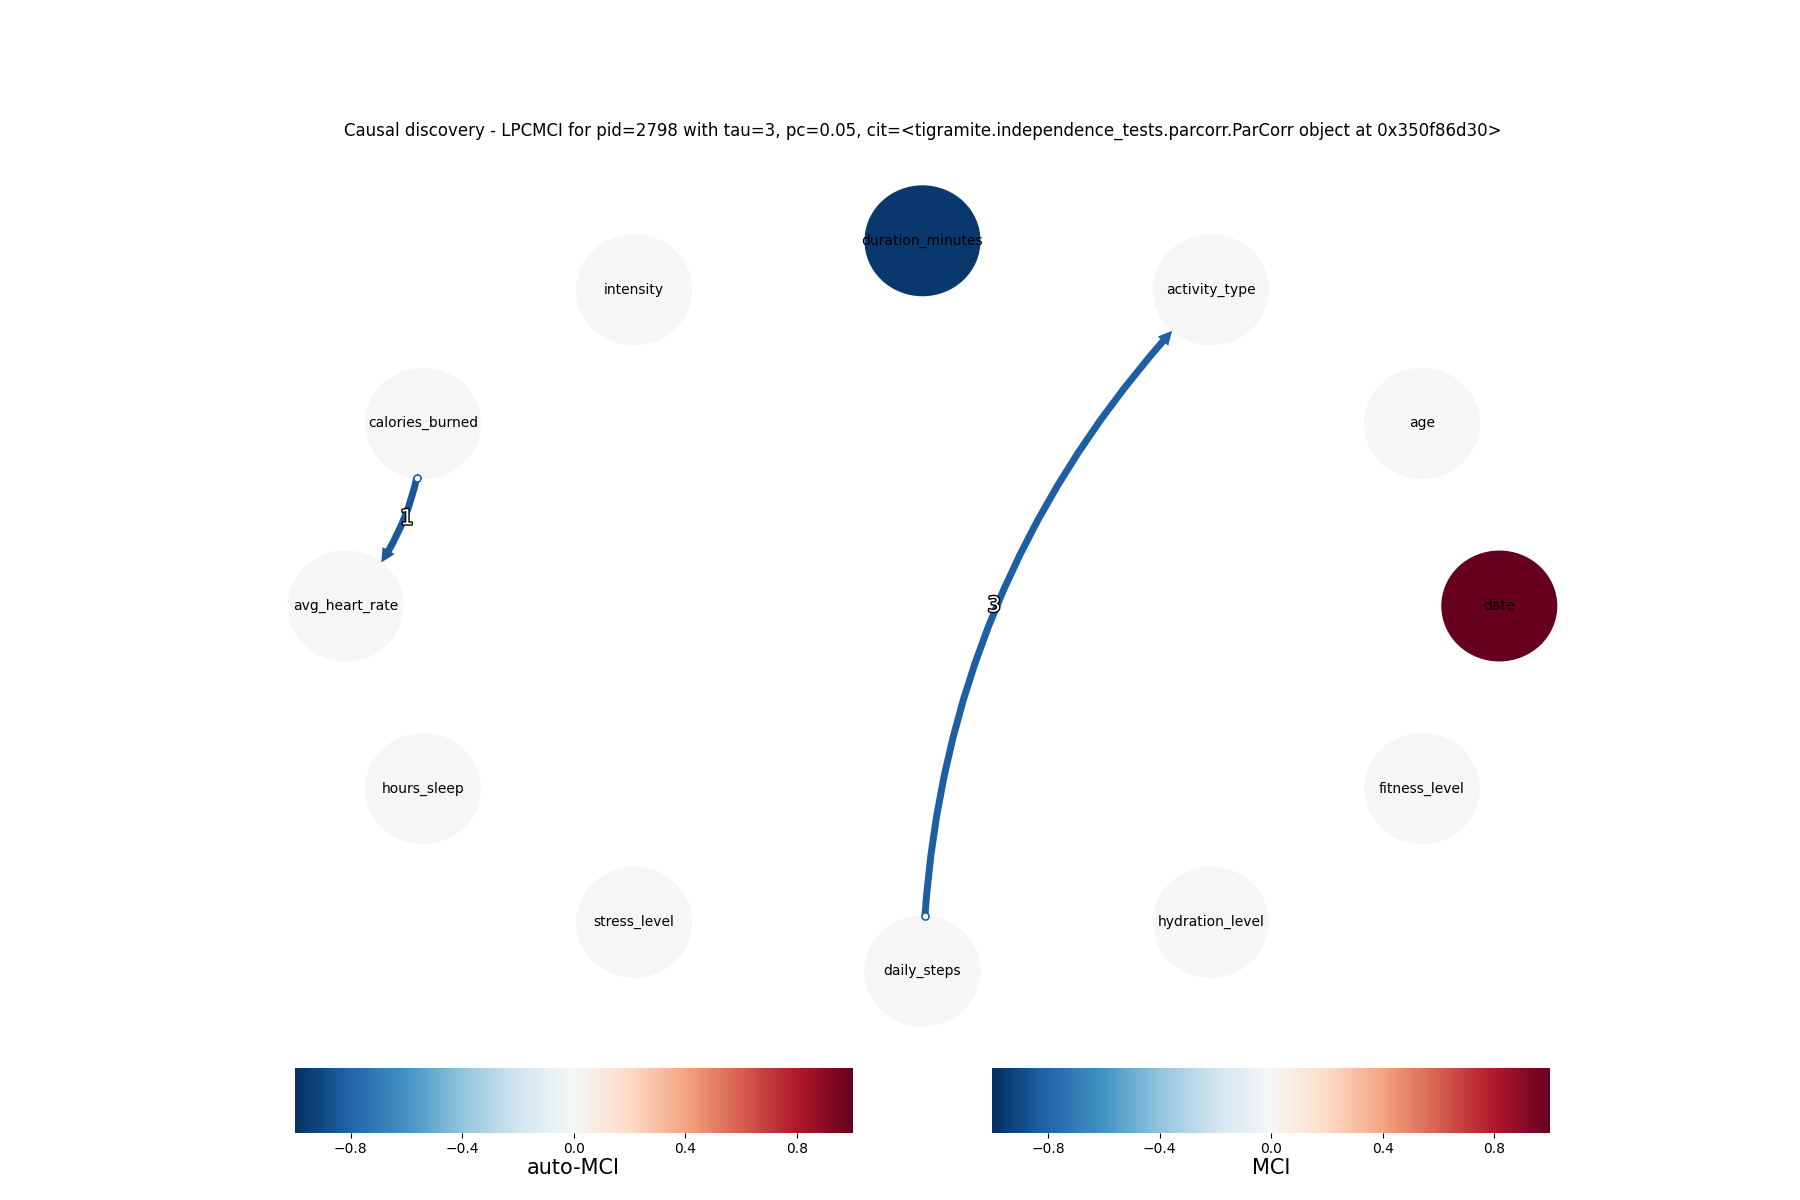 Causal discovery - LPCMCI for pid=2798 with tau=3, pc=0.05, cit=<tigramite.independence_tests.parcorr.ParCorr object at 0x350f86d30>
duration_minutes
intensity
activity_type
calories_burned
age
1
avg_heart_rate
3
date
hours_sleep
fitness_level
stress_level
hydration_level
daily_steps
−0.8 −0.4 0.0 0.4 0.8
auto-MCI
−0.8 −0.4 0.0 0.4 0.8
MCI